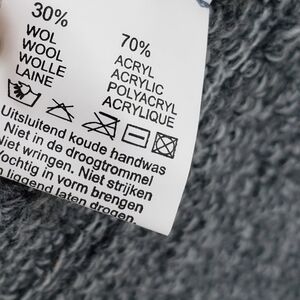 30%
WOL
WOOL
WOLLE
LAINE
70%
ACRYL
ACRYLIC
POLYACRYL
ACRYLIQUE
Uitsluitend koude handwas
Niet in de droogtrommel
Niet wringen. Niet strijken
Vochtig in vorm brengen
liggend laten drogen